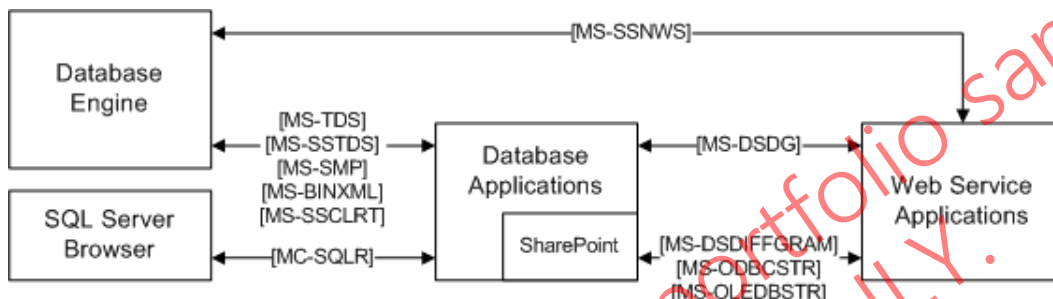 [MS-SSNWS]
Database
Engine
[MS-TDS]
[MS-SSTDS]
[MS-SMP]
[MS-BINXML]
[MS-SSCLRT]
Database
Applications
SharePoint
[MS-DSDG]
Web Service
Applications
SQL Server
Browser
[MC-SQLR]
[MS-DSDIFFGRAM]
[MS-ODBCSTR]
[MS-OLEDBSTR]
portfolio
LY.